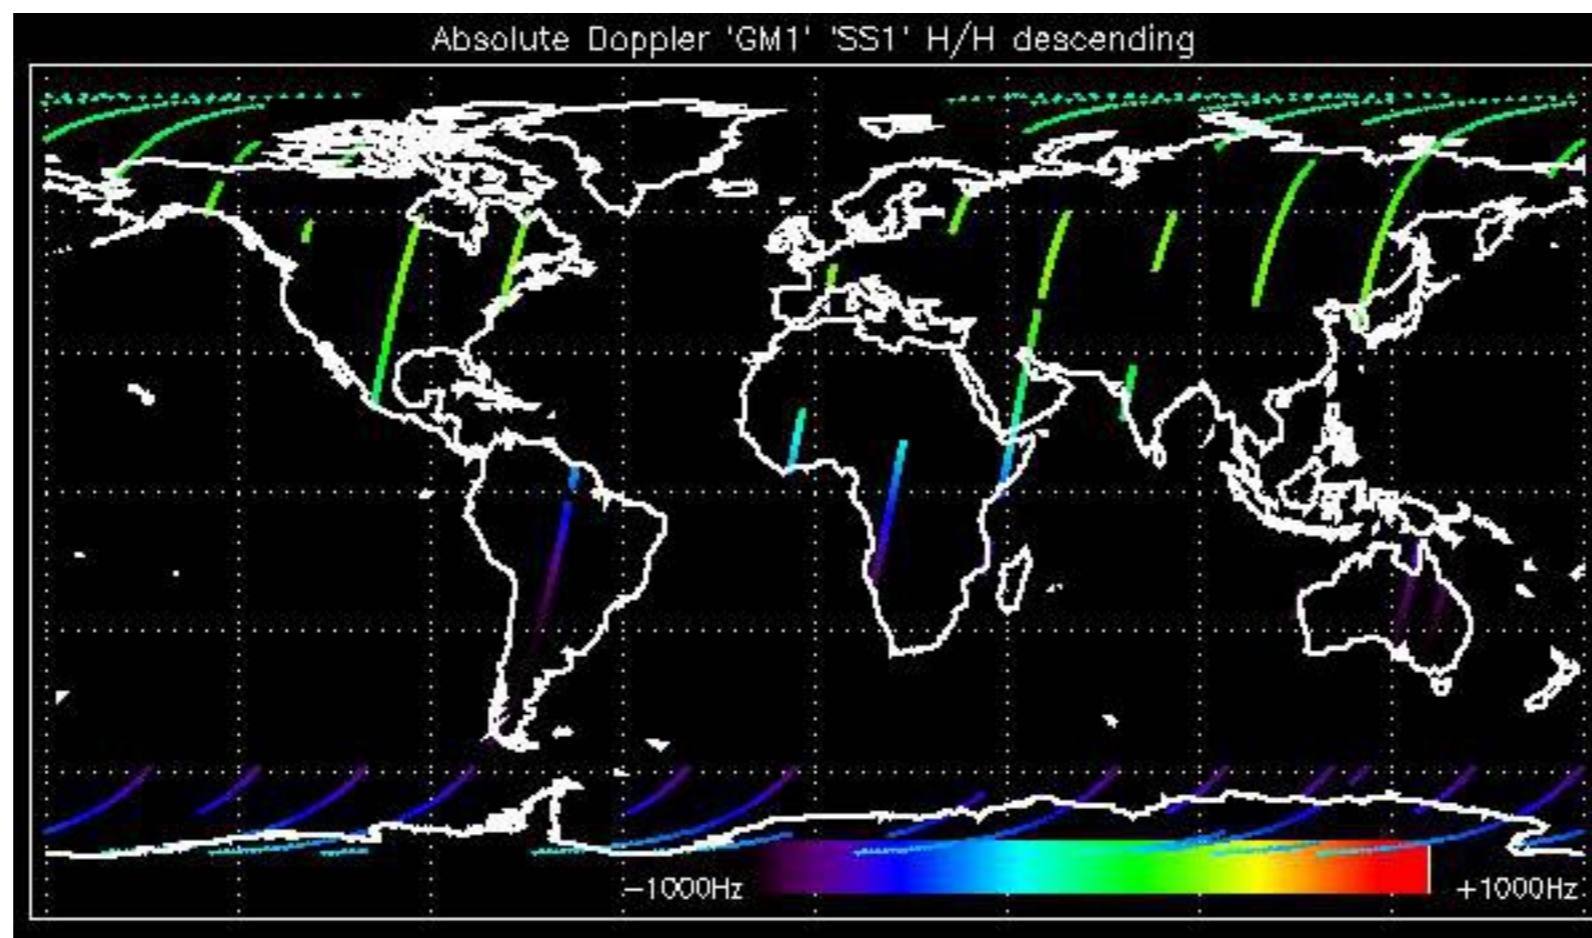 Absolute Doppler 'GM1' 'SS1' H/H descending
−1000Hz
+1000Hz